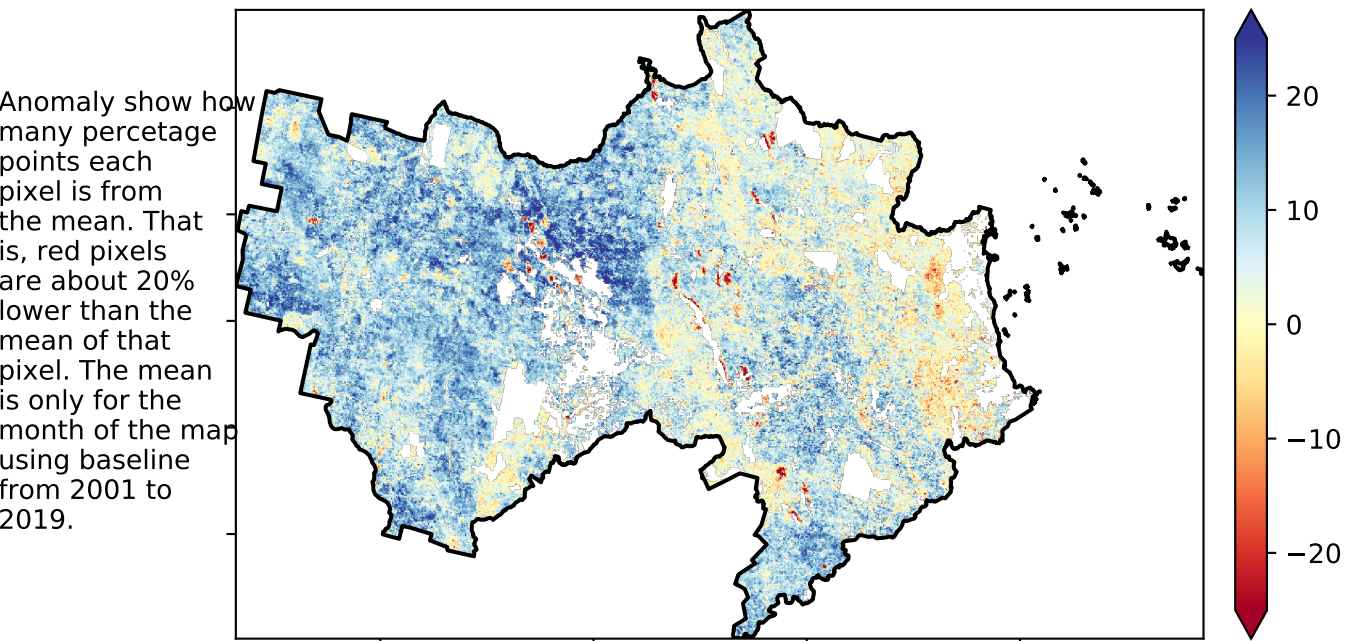 Anomaly show how
many percetage
points each
pixel is from
the mean. That
is, red pixels
are about 20%
lower than the
mean of that
pixel. The mean
is only for the
month of the map
using baseline
from 2001 to
2019.
20
10
0
−10
−20